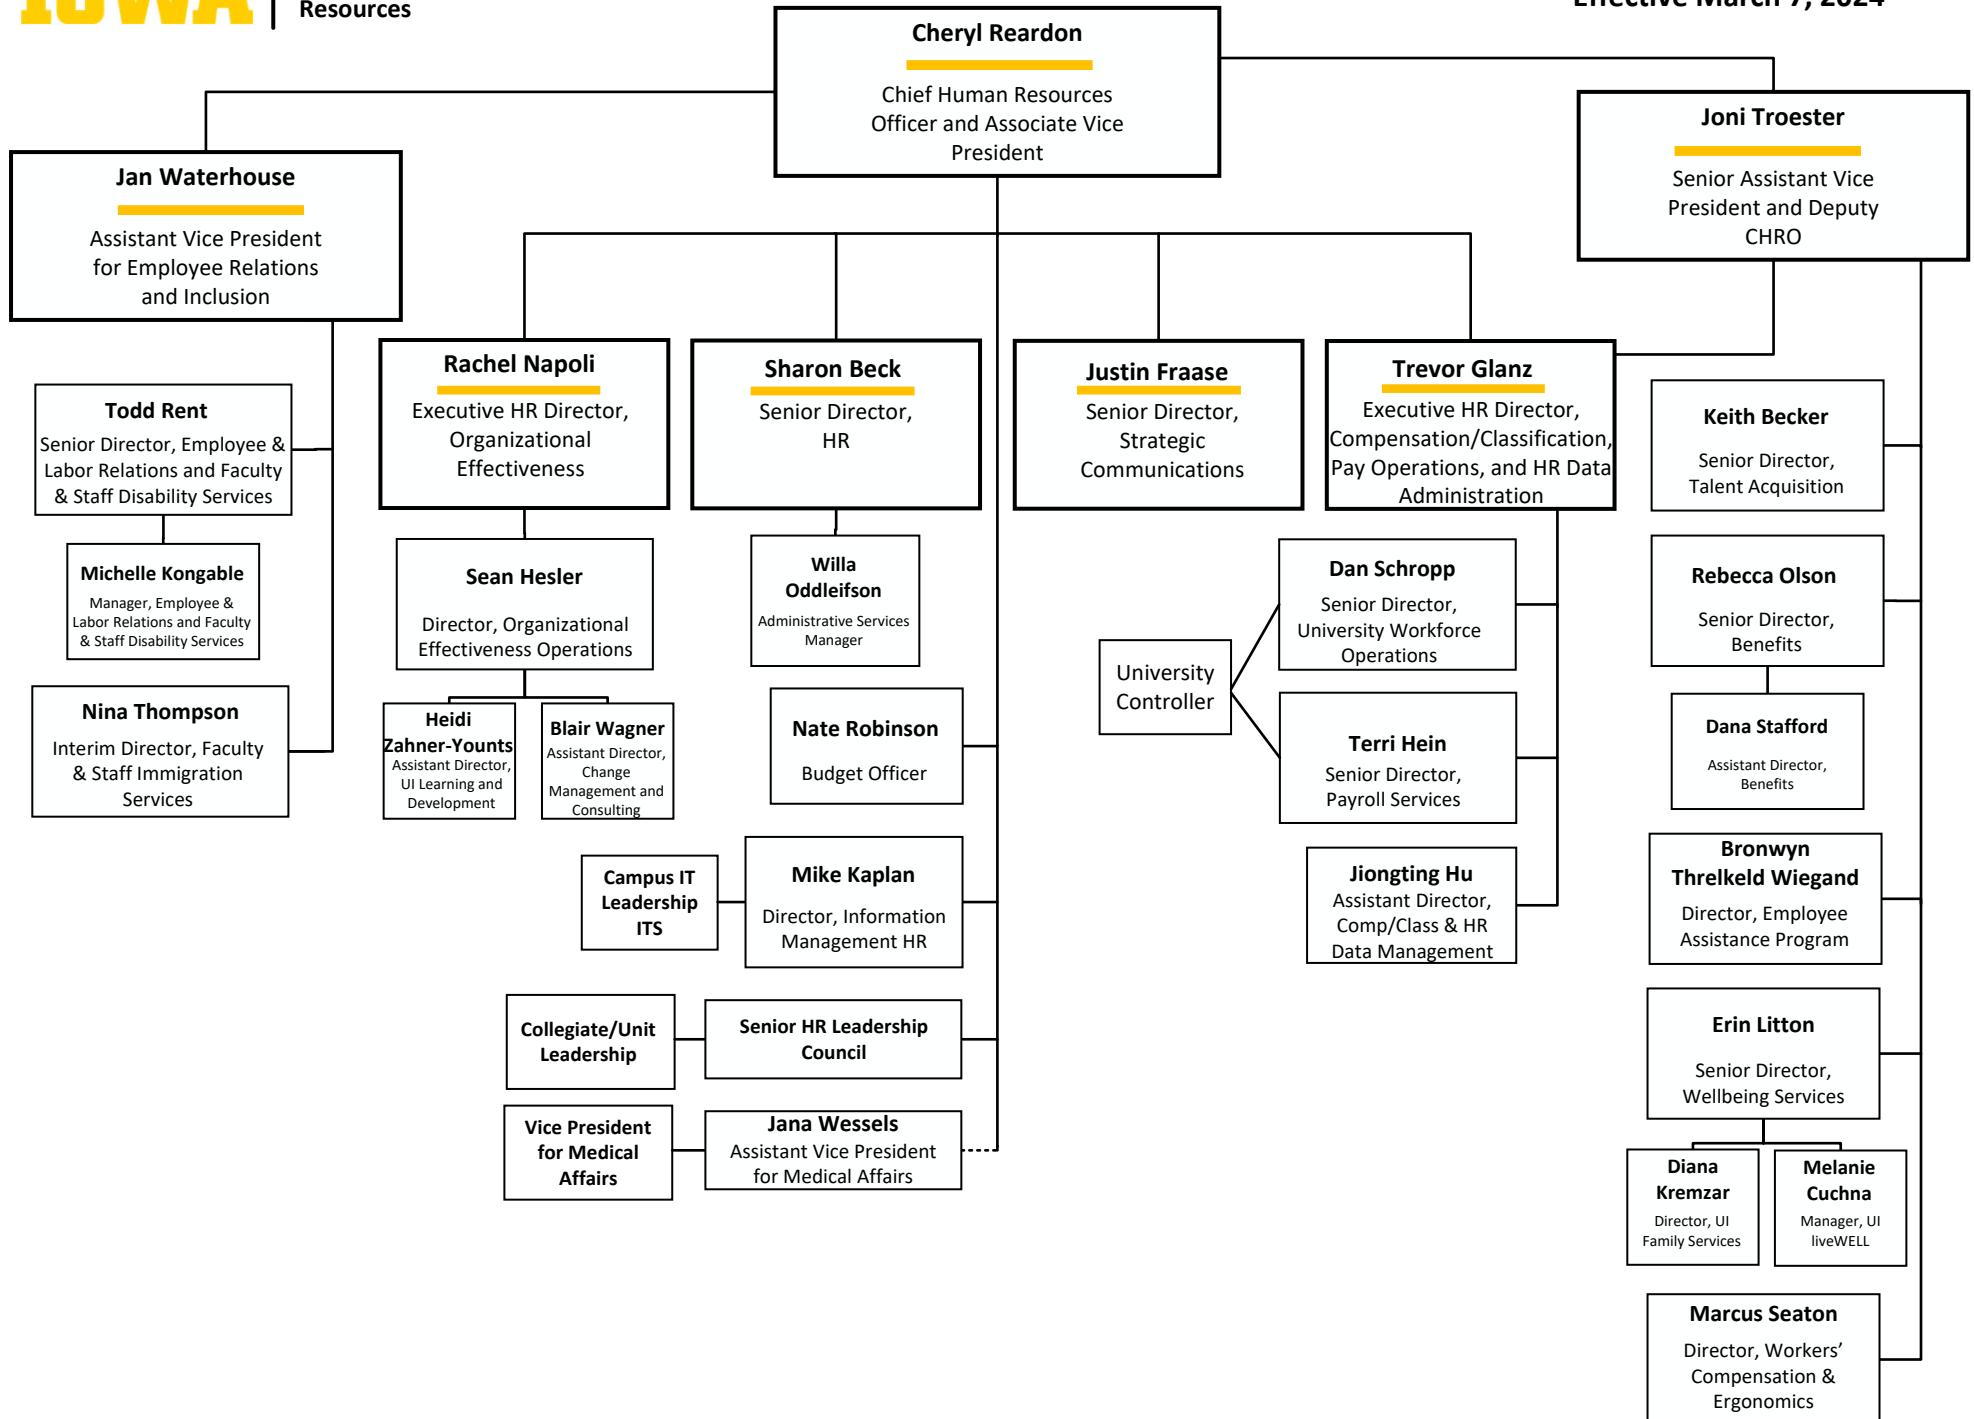 IOWA
Resources
Effective March 7, 2024
Cheryl Reardon
Chief Human Resources
Officer and Associate Vice
President
Joni Troester
Senior Assistant Vice
President and Deputy
CHRO
Jan Waterhouse
Assistant Vice President
for Employee Relations
and Inclusion
Rachel Napoli
Executive HR Director,
Organizational
Effectiveness
Sharon Beck
Senior Director,
HR
Justin Fraase
Senior Director,
Strategic
Communications
Trevor Glanz
Executive HR Director,
Compensation/Classification,
Pay Operations, and HR Data
Administration
Todd Rent
Senior Director, Employee &
Labor Relations and Faculty
& Staff Disability Services
Michelle Kongable
Manager, Employee &
Labor Relations and Faculty
& Staff Disability Services
Nina Thompson
Interim Director, Faculty
& Staff Immigration
Services
Sean Hesler
Director, Organizational
Effectiveness Operations
Heidi
Zahner-Younts
Assistant Director,
UI Learning and
Development
Blair Wagner
Assistant Director,
Change
Management and
Consulting
Willa
Oddleifson
Administrative Services
Manager
Nate Robinson
Budget Officer
Campus IT
Leadership
ITS
Mike Kaplan
Director, Information
Management HR
Collegiate/Unit
Leadership
Senior HR Leadership
Council
Vice President
for Medical
Affairs
Jana Wessels
Assistant Vice President
for Medical Affairs
University
Controller
Dan Schropp
Senior Director,
University Workforce
Operations
Terri Hein
Senior Director,
Payroll Services
Jiongting Hu
Assistant Director,
Comp/Class & HR
Data Management
Keith Becker
Senior Director,
Talent Acquisition
Rebecca Olson
Senior Director,
Benefits
Dana Stafford
Assistant Director,
Benefits
Bronwyn
Threlkeld Wiegand
Director, Employee
Assistance Program
Erin Litton
Senior Director,
Wellbeing Services
Diana
Kremzar
Director, UI
Family Services
Melanie
Cuchna
Manager, UI
liveWELL
Marcus Seaton
Director, Workers’
Compensation &
Ergonomics